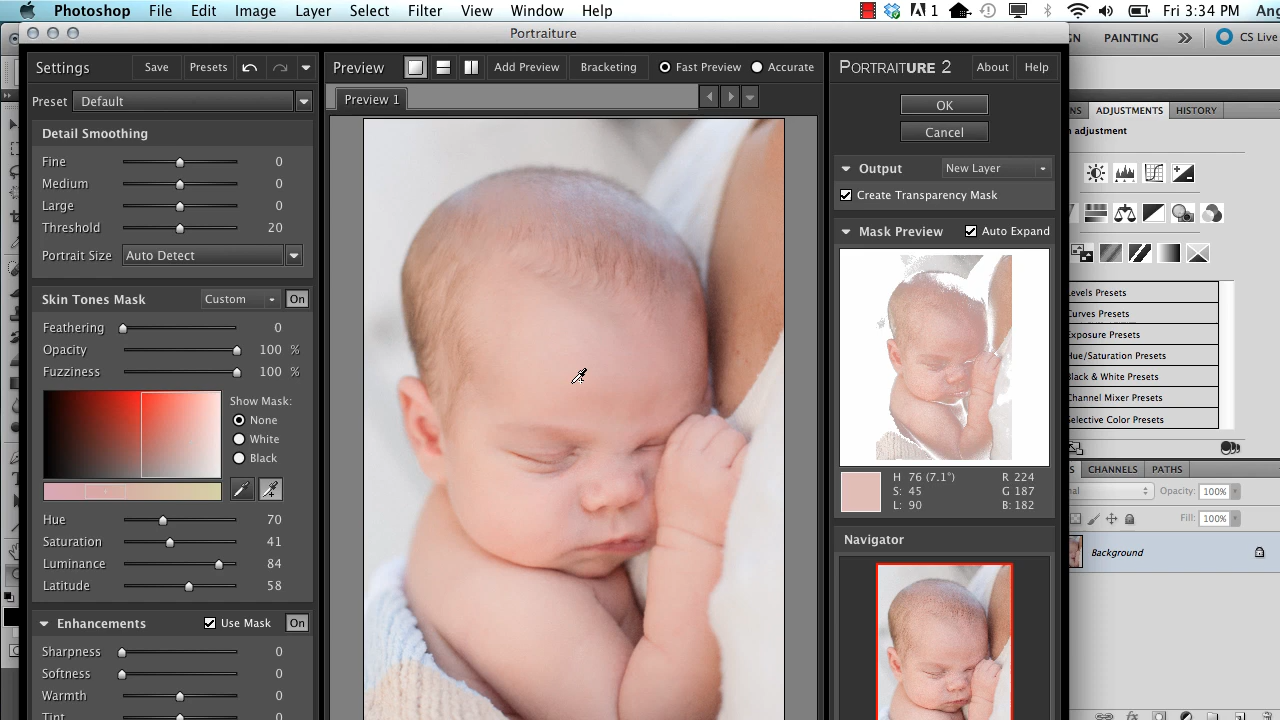 Photoshop File Edit Image Layer Select Filter View Window Help 1 Fri 3:34 PM Ang
Portraiture
PAINTING CS Live
Settings Save Presets
Preset Default
Detail Smoothing
Fine 0
Medium 0
Large 0
Threshold 20
Portrait Size Auto Detect
Skin Tones Mask Custom On
Feathering 0
Opacity 100 %
Fuzziness 100 %
Show Mask:
None
White
Black
Hue 70
Saturation 41
Luminance 84
Latitude 58
Enhancements Use Mask On
Sharpness 0
Softness 0
Warmth 0
Tint 0
Preview Add Preview Bracketing Fast Preview Accurate
Preview 1
PORTRAITURE 2 About Help
OK
Cancel
Output New Layer
Create Transparency Mask
Mask Preview Auto Expand
H 76 (7.1°) R 224
S: 45 G 187
L: 90 B: 182
Navigator
ADJUSTMENTS HISTORY
adjustment
Levels Presets
Curves Presets
Exposure Presets
Hue/Saturation Presets
Black & White Presets
Channel Mixer Presets
Selective Color Presets
CHANNELS PATHS
Opacity: 100%
Fill: 100%
Background